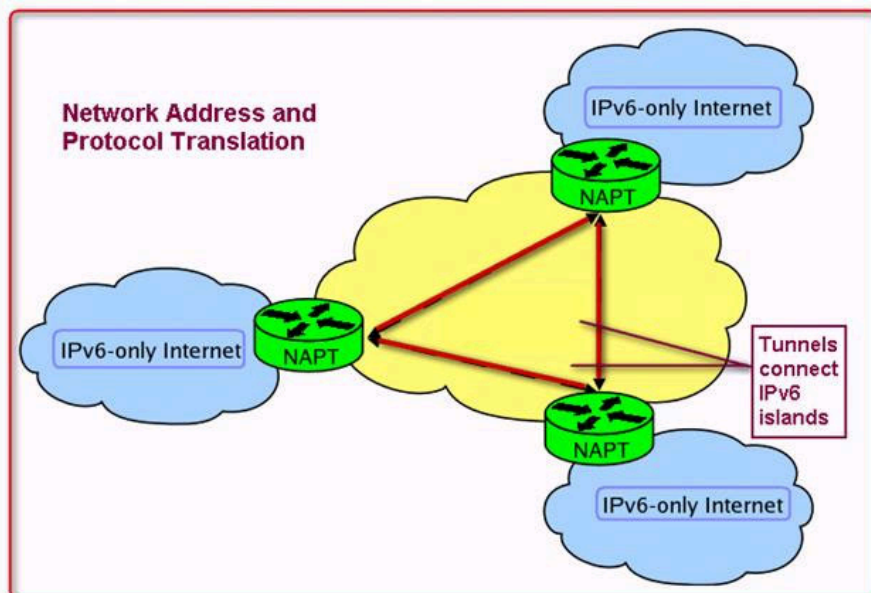 Network Address and
Protocol Translation
IPv6-only Internet
NAPT
IPv6-only Internet
NAPT
Tunnels
connect
IPv6
islands
NAPT
IPv6-only Internet